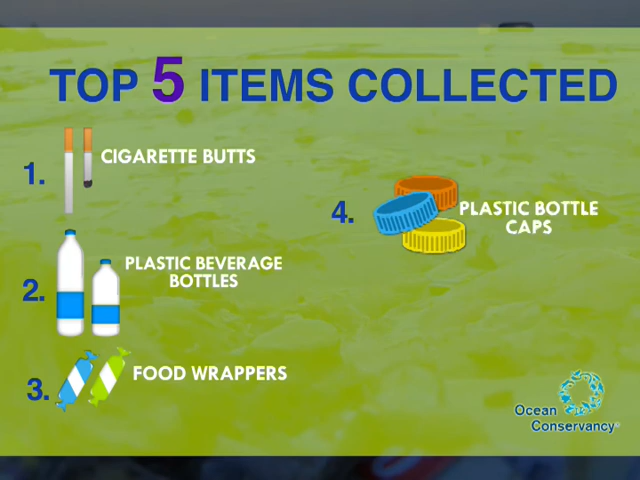 TOP 5 ITEMS COLLECTED
1.
CIGARETTE BUTTS
2.
PLASTIC BEVERAGE
BOTTLES
3.
FOOD WRAPPERS
4.
PLASTIC BOTTLE
CAPS
Ocean
Conservancy